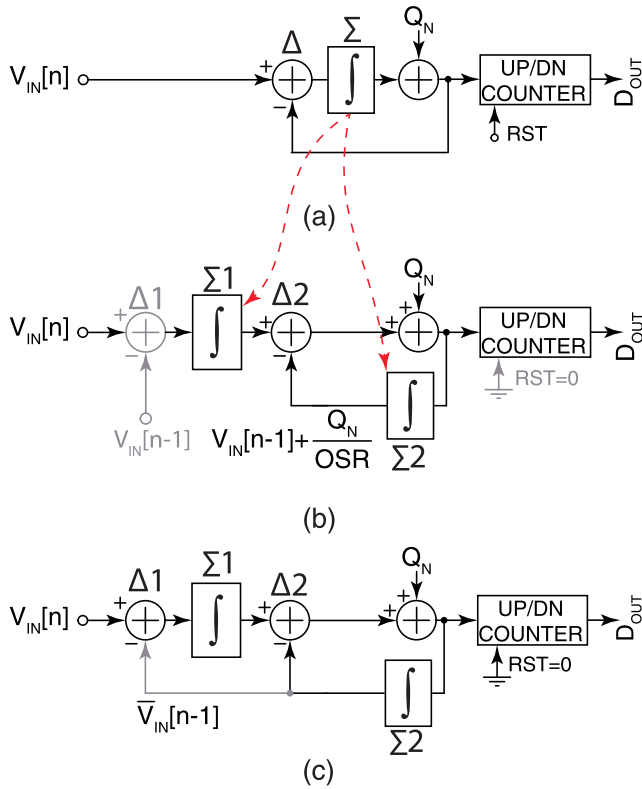 Δ
Σ
Q_N
V_IN[n]
+
−
∫
UP/DN
COUNTER
D_OUT
RST
(a)
Q_N
Δ1
Σ1
Δ2
V_IN[n]
+
−
∫
+
−
+
+
UP/DN
COUNTER
D_OUT
RST=0
V_IN[n-1]
V_IN[n-1]+ Q_N
OSR
∫
Σ2
(b)
Q_N
Δ1
Σ1
Δ2
V_IN[n]
+
−
∫
+
−
+
+
UP/DN
COUNTER
D_OUT
RST=0
V̅_IN[n-1]
∫
Σ2
(c)